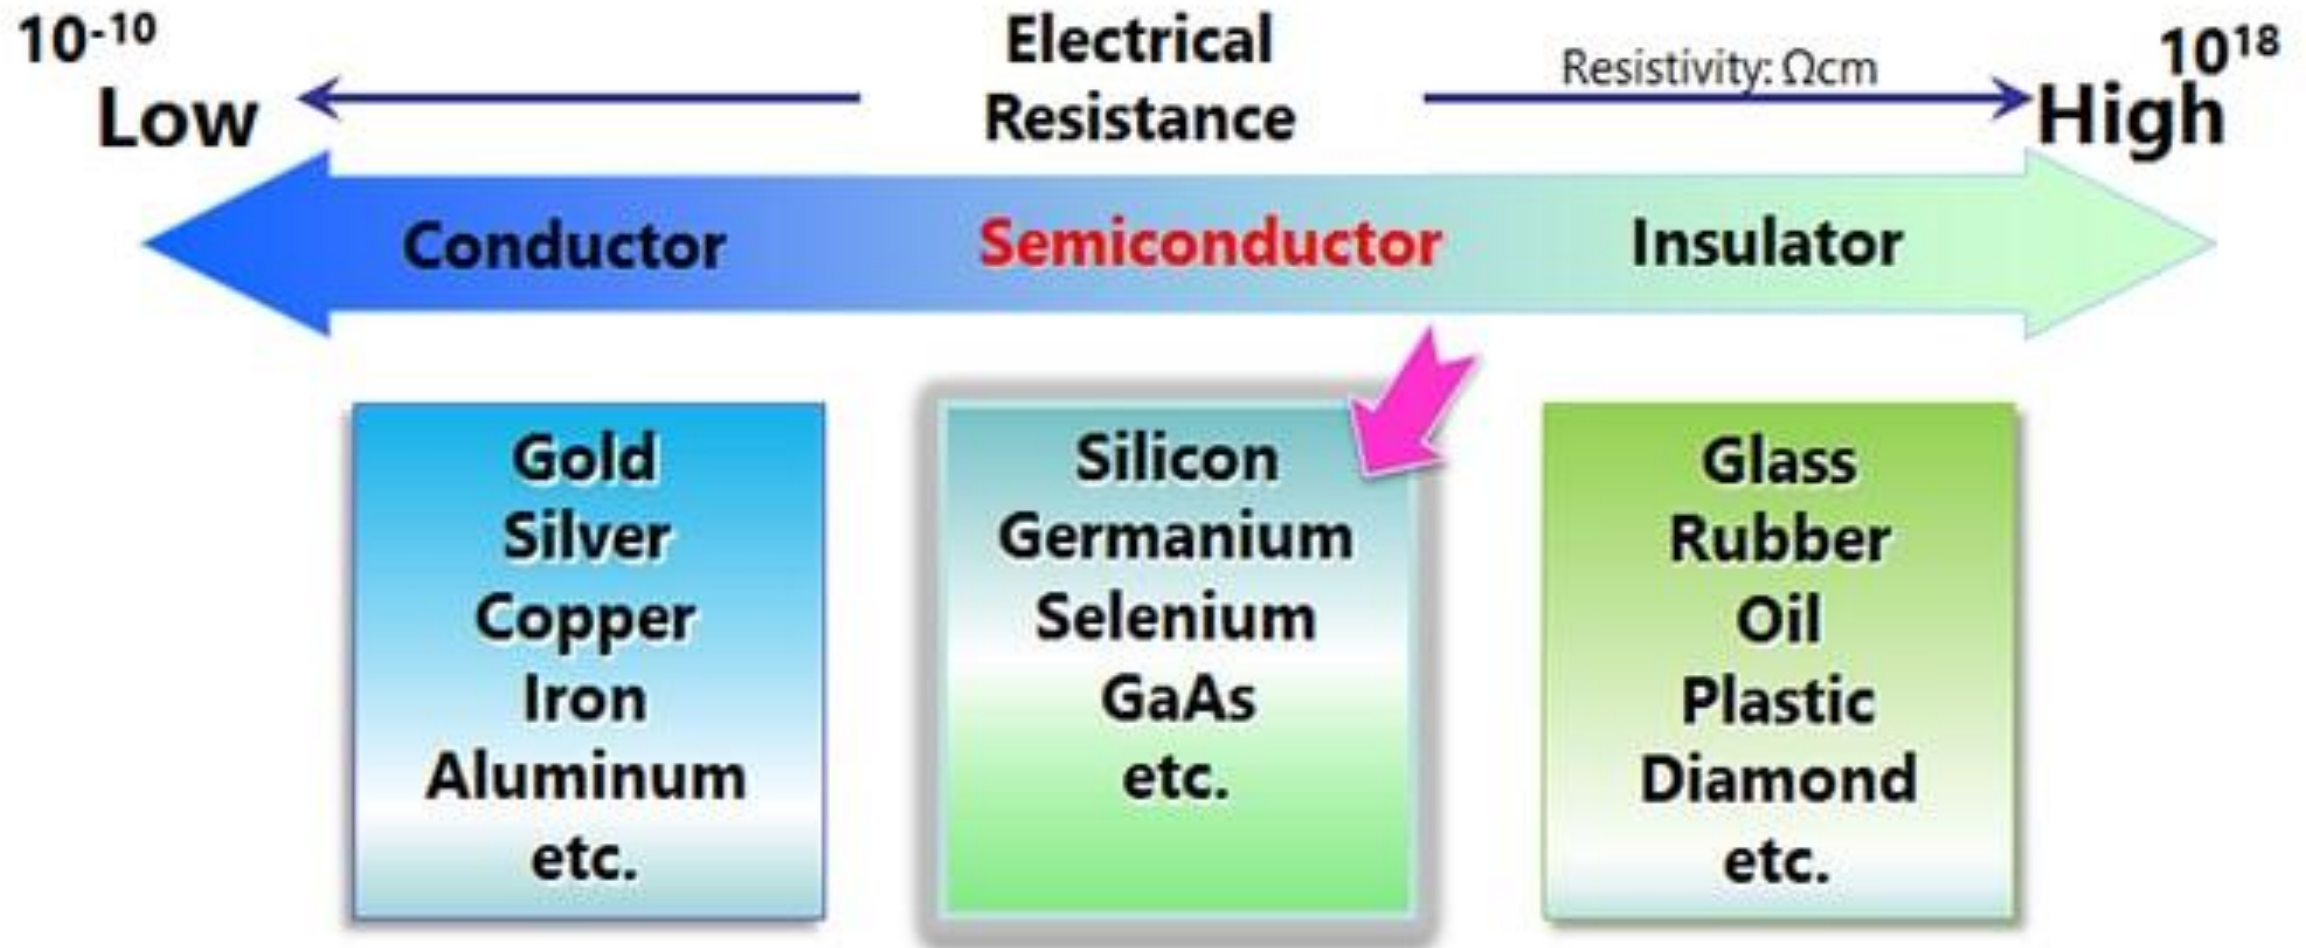 10⁻¹⁰
Low
Electrical
Resistance
Resistivity: Ωcm
10¹⁸
High
Conductor
Semiconductor
Insulator
Gold
Silver
Copper
Iron
Aluminum
etc.
Silicon
Germanium
Selenium
GaAs
etc.
Glass
Rubber
Oil
Plastic
Diamond
etc.